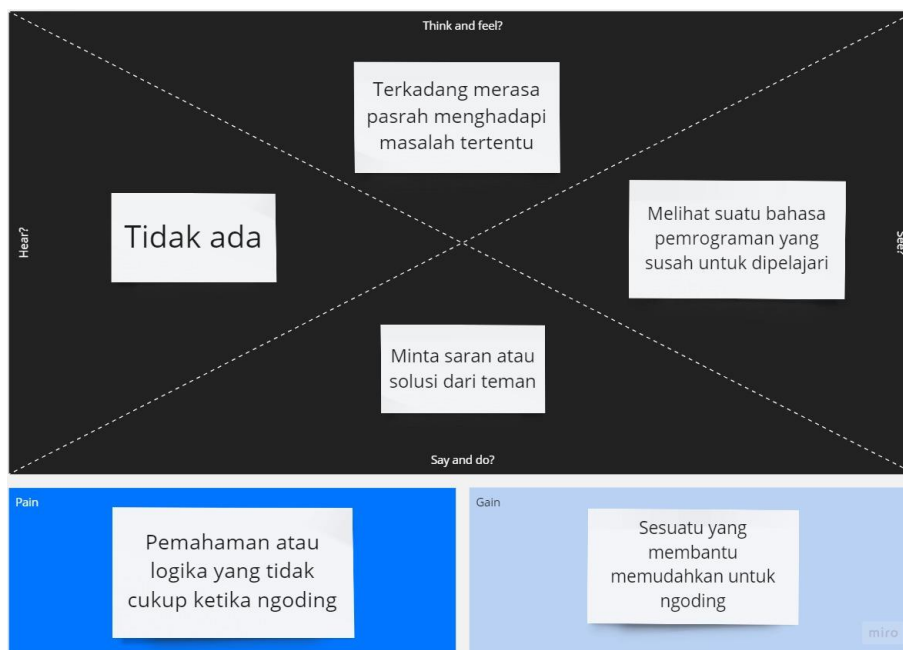 Think and feel?
Terkadang merasa
pasrah menghadapi
masalah tertentu
Hear?
Tidak ada
Melihat suatu bahasa
pemrograman yang
susah untuk dipelajari
See?
Minta saran atau
solusi dari teman
Say and do?
Pain
Pemahaman atau
logika yang tidak
cukup ketika ngoding
Gain
Sesuatu yang
membantu
memudahkan untuk
ngoding
miro